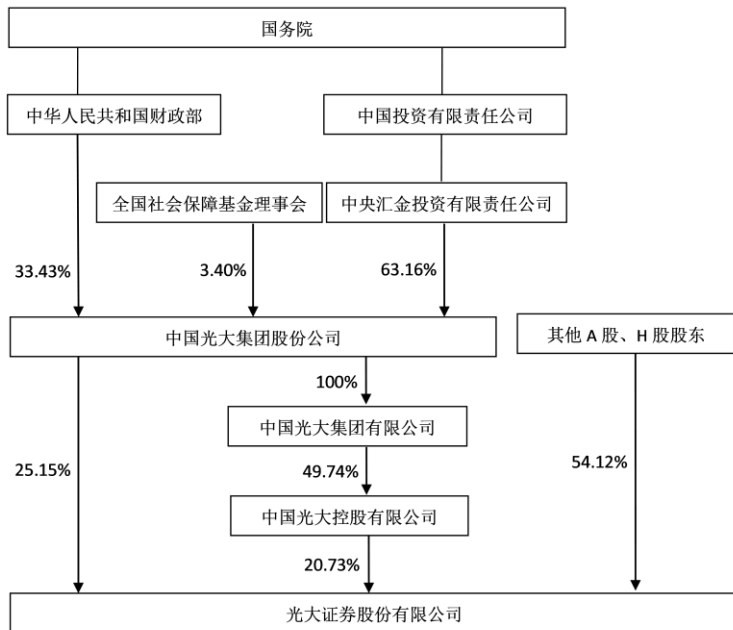 国务院
中华人民共和国财政部
中国投资有限责任公司
全国社会保障基金理事会
中央汇金投资有限责任公司
33.43%
3.40%
63.16%
中国光大集团股份公司
其他 A 股、H 股股东
100%
中国光大集团有限公司
25.15%
49.74%
54.12%
中国光大控股有限公司
20.73%
光大证券股份有限公司